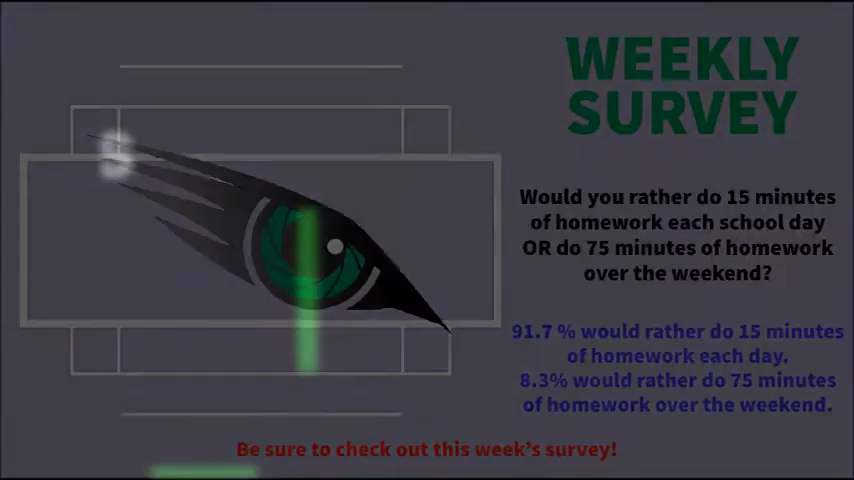 WEEKLY
SURVEY
Would you rather do 15 minutes
of homework each school day
OR do 75 minutes of homework
over the weekend?
91.7 % would rather do 15 minutes
of homework each day.
8.3% would rather do 75 minutes
of homework over the weekend.
Be sure to check out this week's survey!